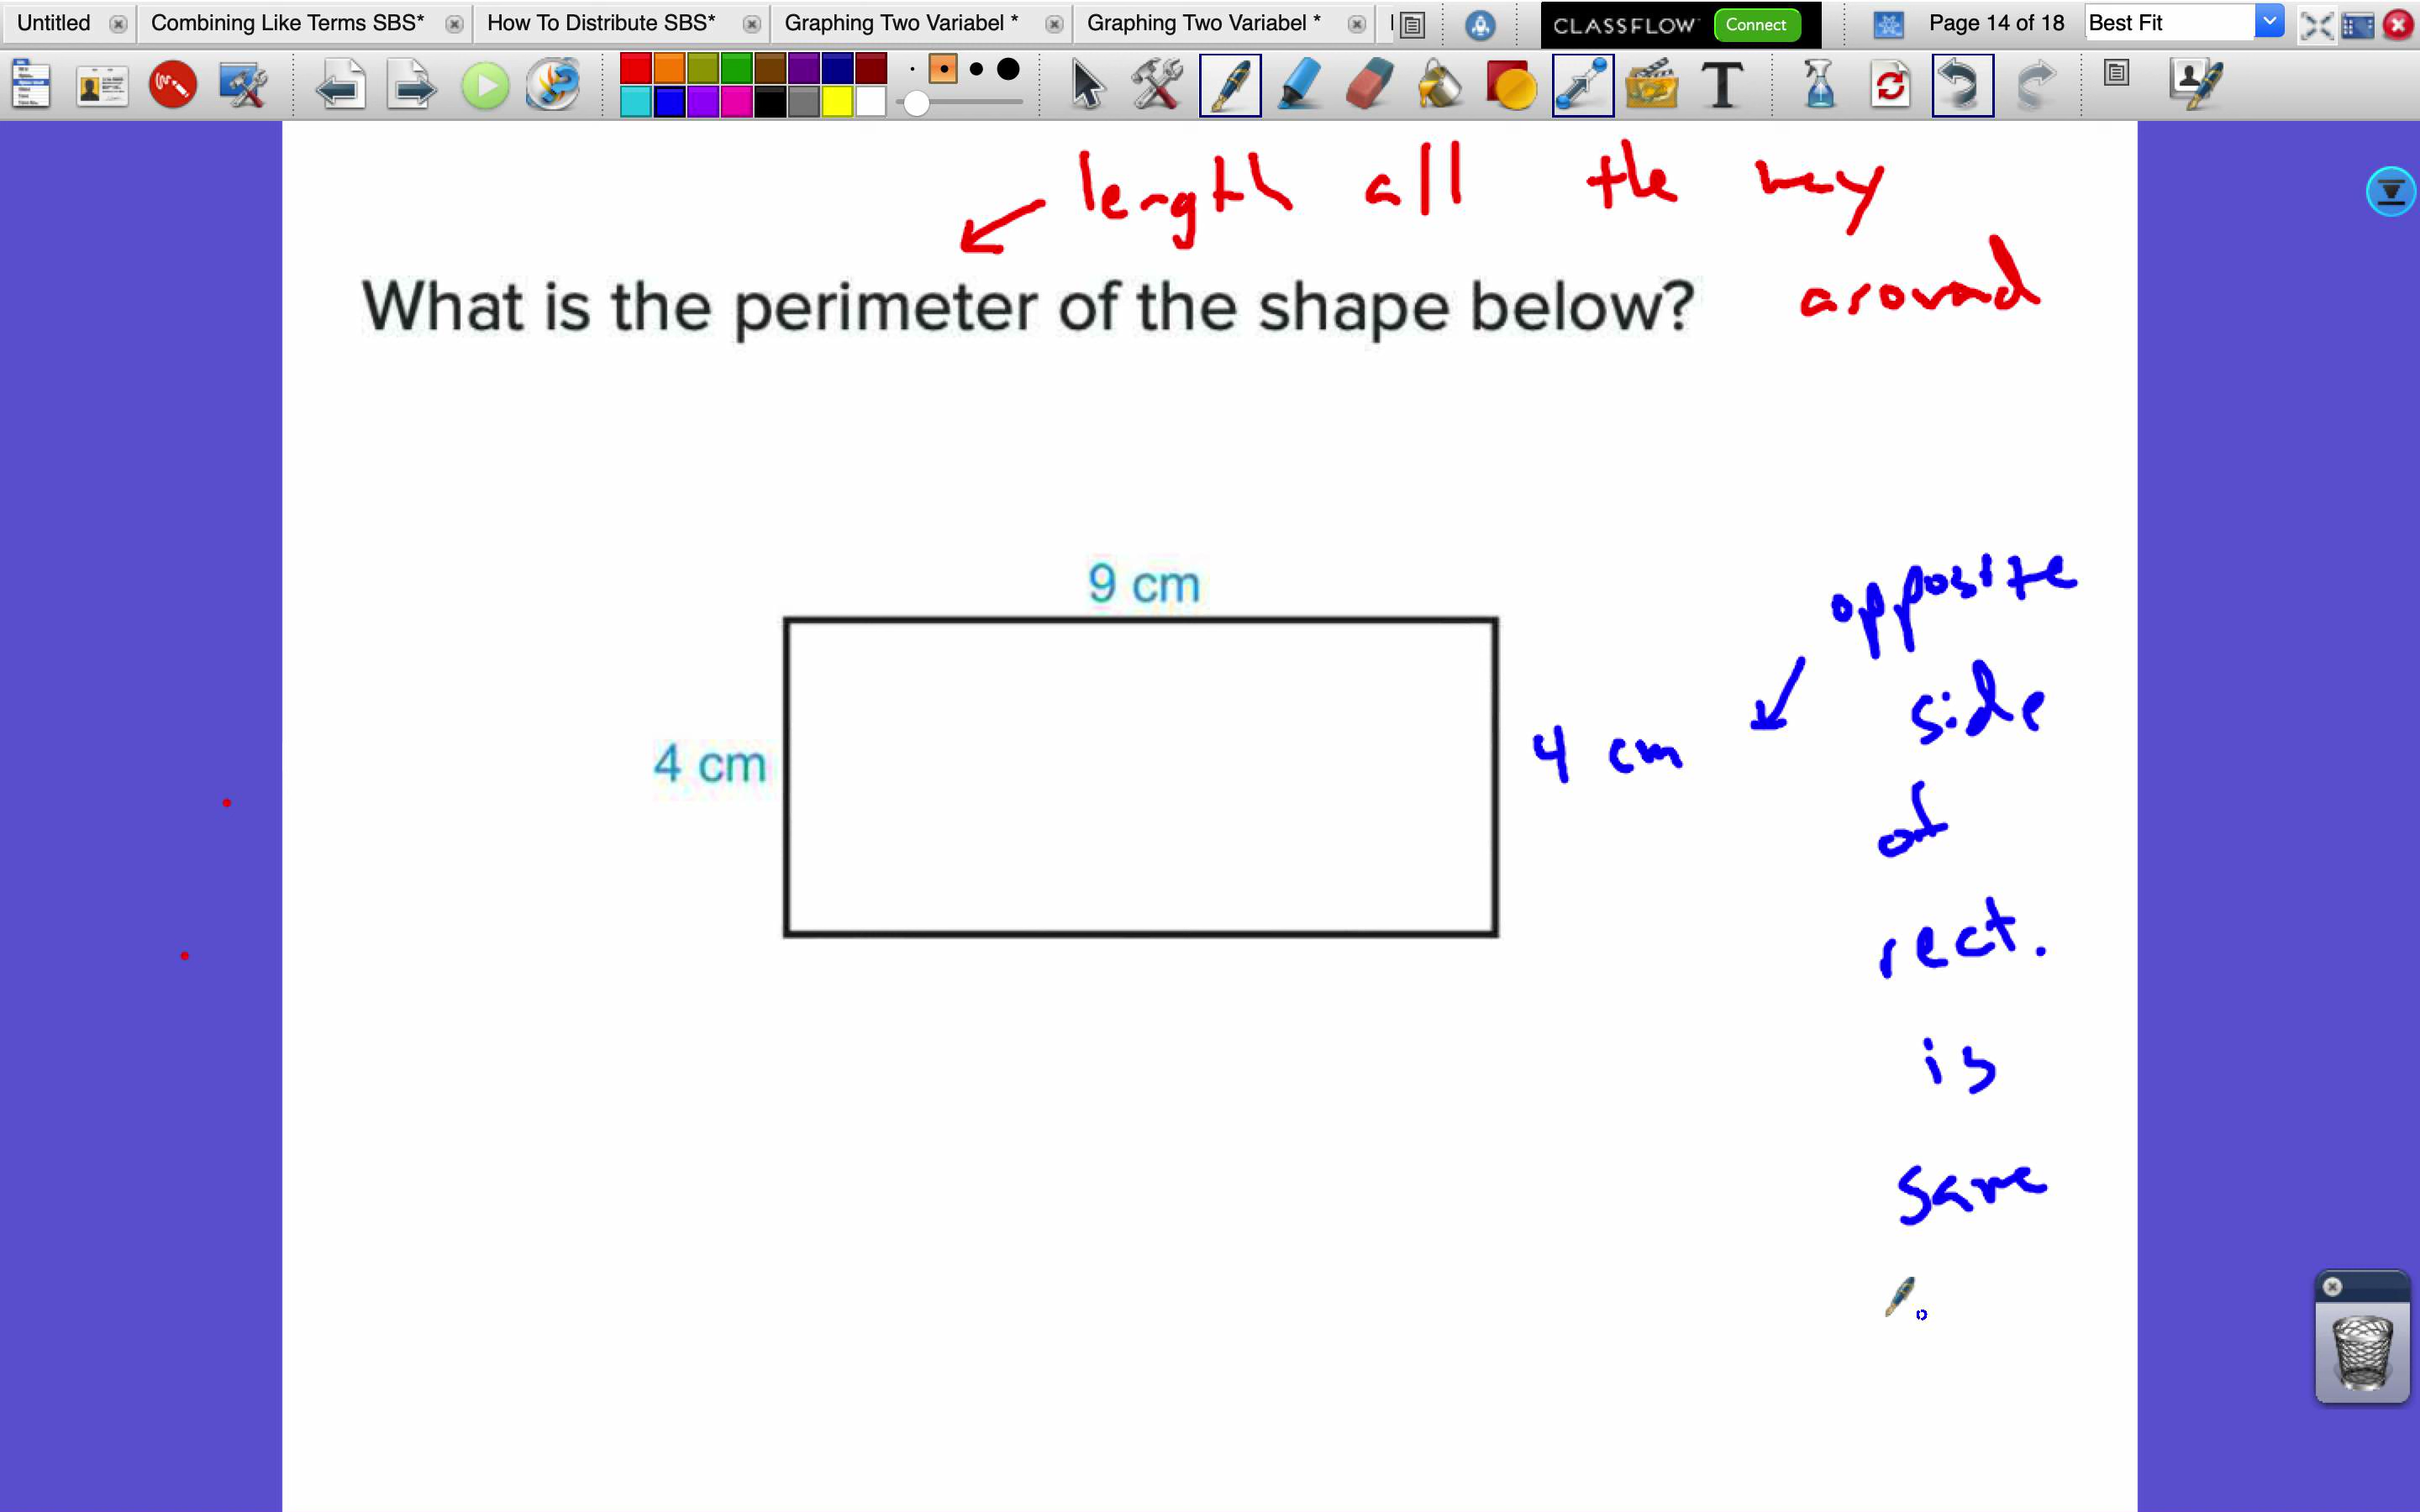 Untitled Combining Like Terms SBS* How To Distribute SBS* Graphing Two Variabel * Graphing Two Variabel * CLASSFLOW Connect Page 14 of 18 Best Fit
T
length all the way
around
What is the perimeter of the shape below?
9 cm
4 cm
4 cm
opposite
side
of
rect.
is
same